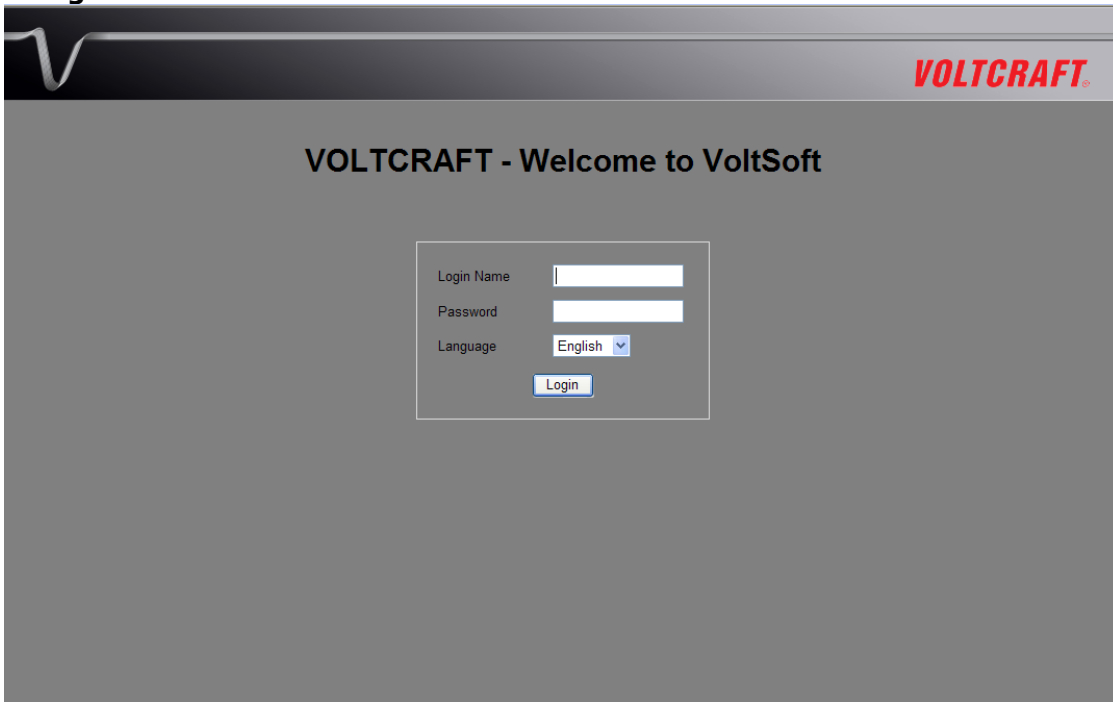 VOLTCRAFT®
VOLTCRAFT - Welcome to VoltSoft
Login Name
Password
Language English
Login